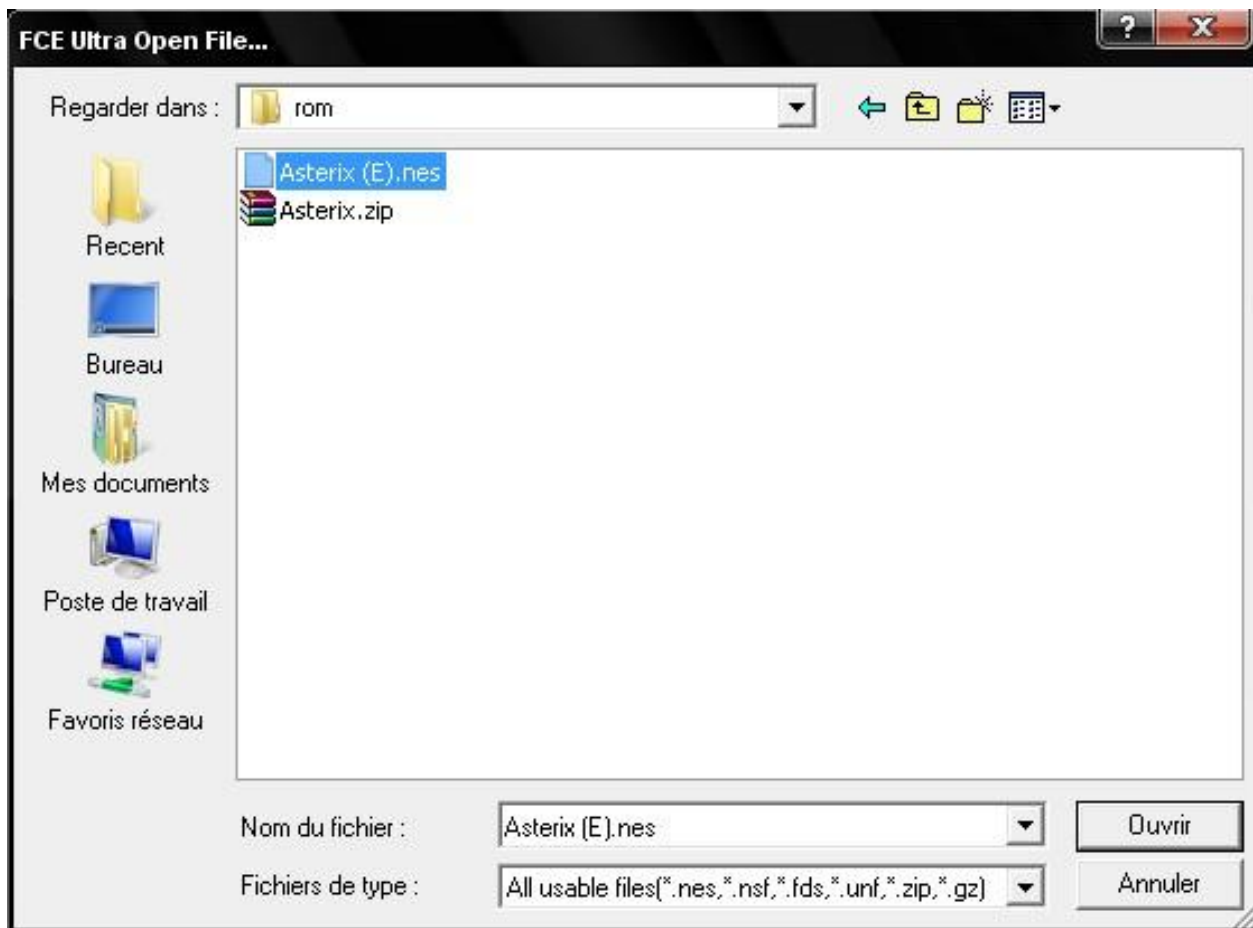 FCE Ultra Open File...
Regarder dans :
rom
Asterix (E).nes
Asterix.zip
Recent
Bureau
Mes documents
Poste de travail
Favoris réseau
Nom du fichier :
Asterix (E).nes
Ouvrir
Fichiers de type :
All usable files(*.nes,*.nsf,*.fds,*.unf,*.zip,*.gz)
Annuler